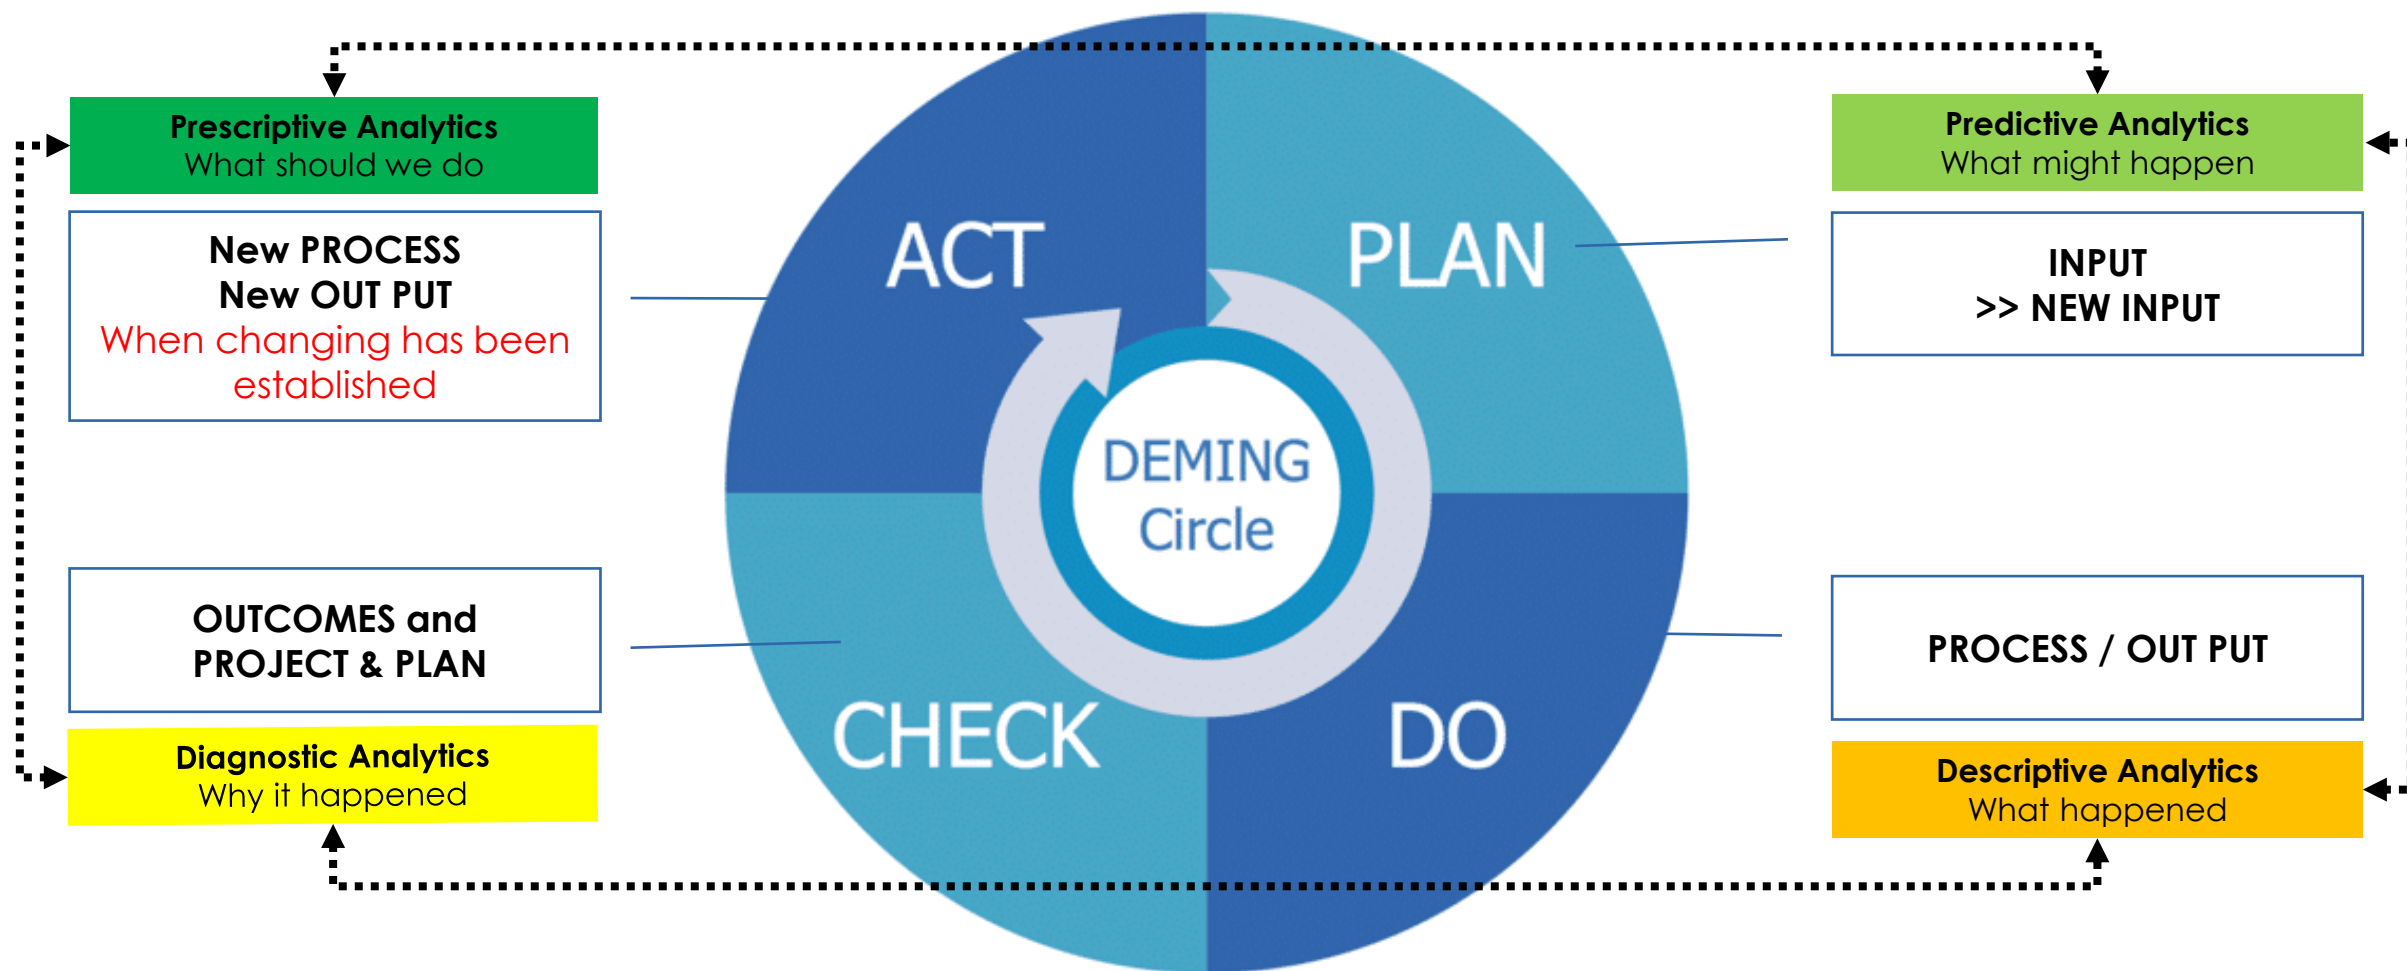 Prescriptive Analytics
What should we do
New PROCESS
New OUT PUT
When changing has been
established
ACT
PLAN
Predictive Analytics
What might happen
INPUT
>> NEW INPUT
DEMING
Circle
OUTCOMES and
PROJECT & PLAN
Diagnostic Analytics
Why it happened
CHECK
DO
PROCESS / OUT PUT
Descriptive Analytics
What happened